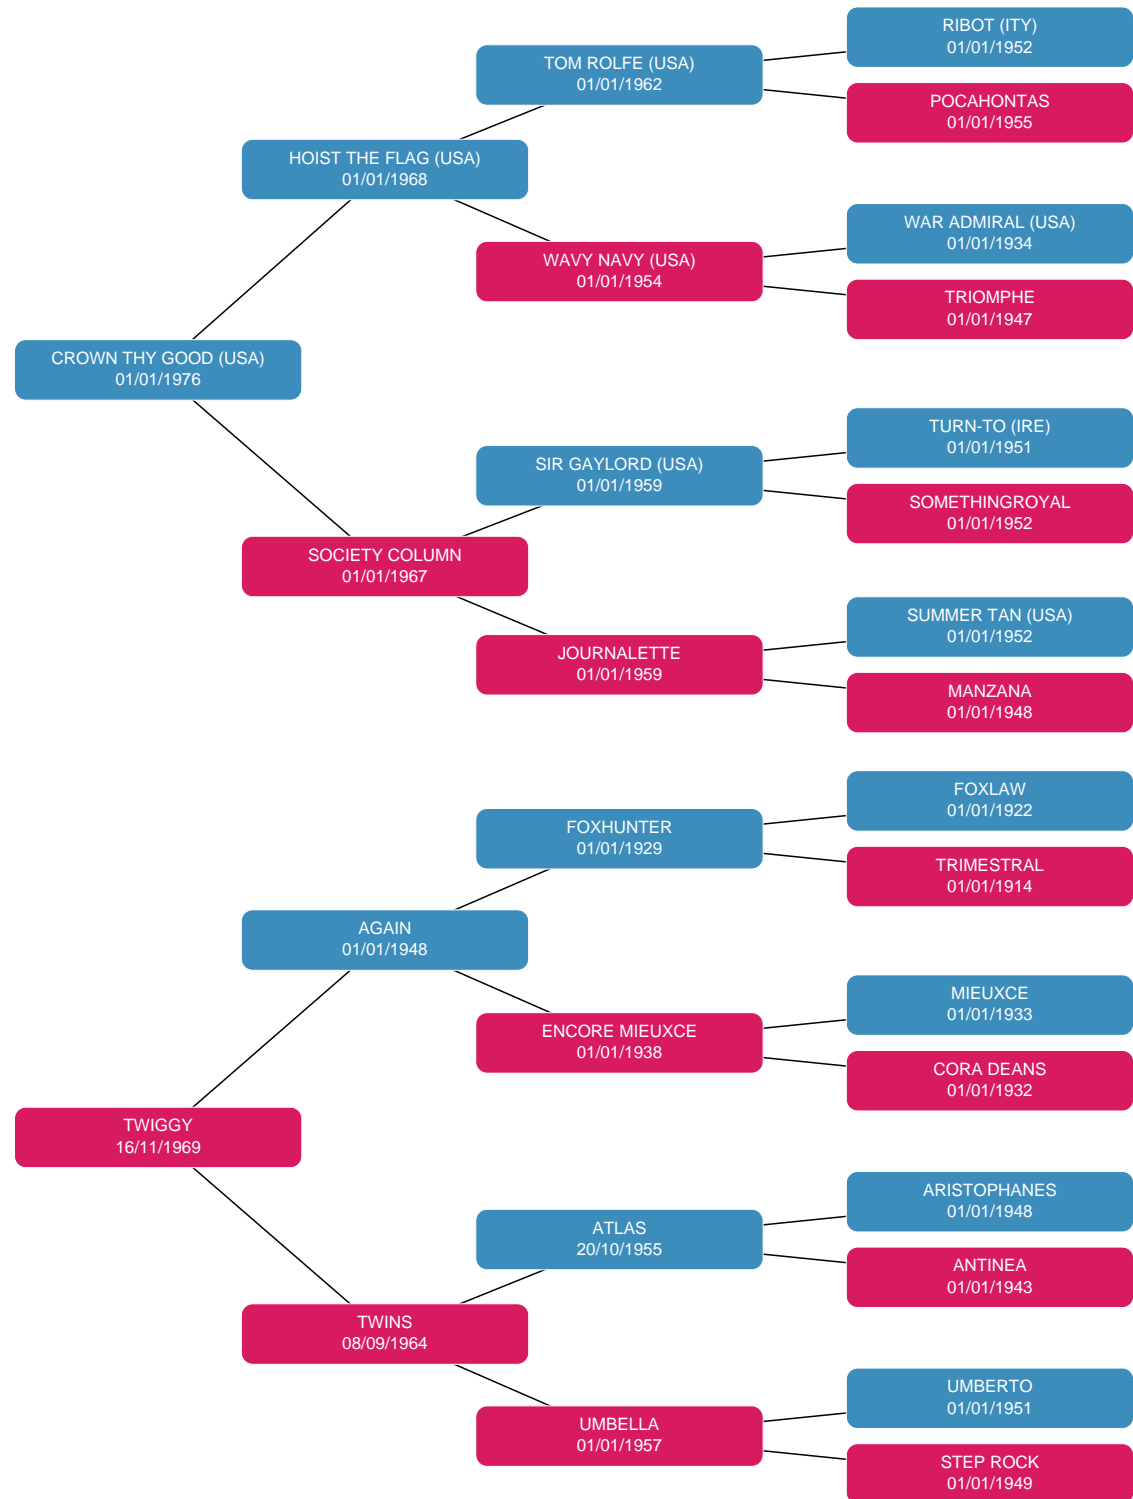 RIBOT (ITY)
01/01/1952
TOM ROLFE (USA)
01/01/1962
POCAHONTAS
01/01/1955
HOIST THE FLAG (USA)
01/01/1968
WAR ADMIRAL (USA)
01/01/1934
WAVY NAVY (USA)
01/01/1954
TRIOMPHE
01/01/1947
CROWN THY GOOD (USA)
01/01/1976
TURN-TO (IRE)
01/01/1951
SIR GAYLORD (USA)
01/01/1959
SOMETHINGROYAL
01/01/1952
SOCIETY COLUMN
01/01/1967
SUMMER TAN (USA)
01/01/1952
JOURNALETTE
01/01/1959
MANZANA
01/01/1948
FOXLAW
01/01/1922
FOXHUNTER
01/01/1929
TRIMESTRAL
01/01/1914
AGAIN
01/01/1948
MIEUXCE
01/01/1933
ENCORE MIEUXCE
01/01/1938
CORA DEANS
01/01/1932
TWIGGY
16/11/1969
ARISTOPHANES
01/01/1948
ATLAS
20/10/1955
ANTINEA
01/01/1943
TWINS
08/09/1964
UMBERTO
01/01/1951
UMBELLA
01/01/1957
STEP ROCK
01/01/1949